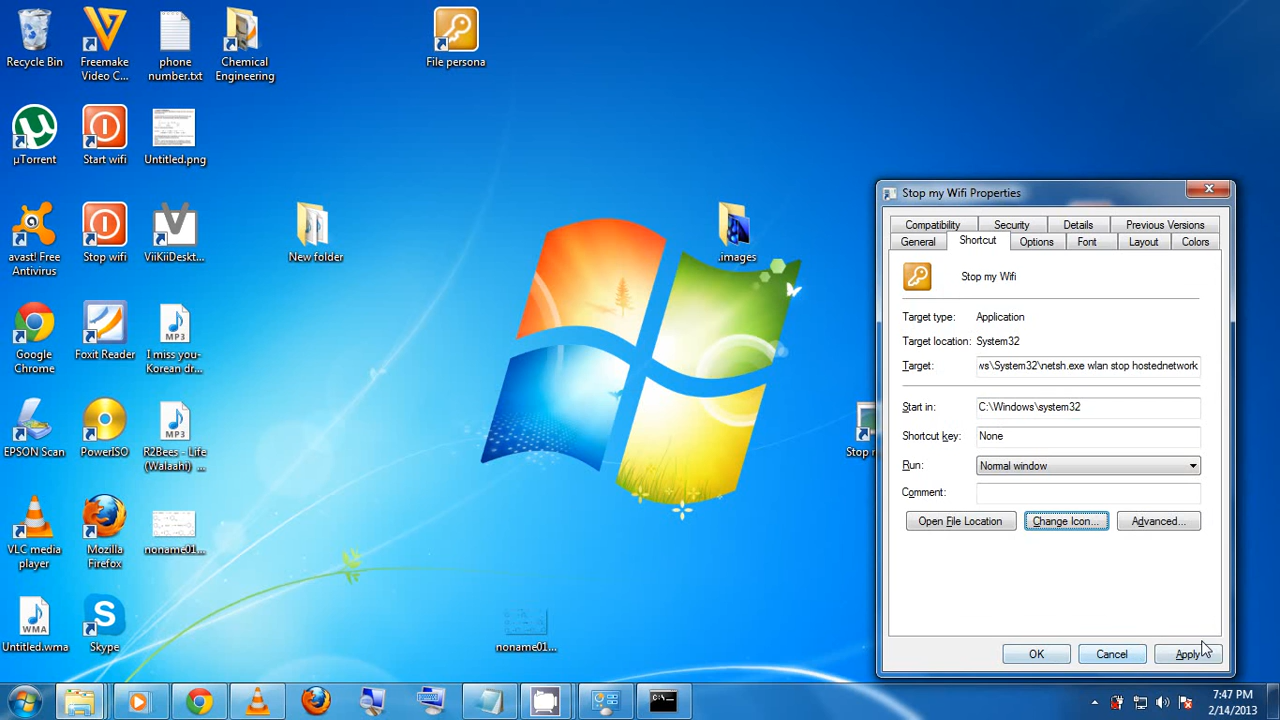 Recycle Bin
Freemake
Video C...
phone
number.txt
Chemical
Engineering
File persona
µTorrent
Start wifi
Untitled.png
avast! Free
Antivirus
Stop wifi
ViiKiiDeskt...
New folder
.images
Google
Chrome
Foxit Reader
MP3
I miss you-
Korean dr...
EPSON Scan
PowerISO
MP3
R2Bees - Life
(Walaahi) ...
Stop
VLC media
player
Mozilla
Firefox
noname01...
WMA
Untitled.wma
Skype
noname01...
Stop my Wifi Properties
Compatibility
Security
Details
Previous Versions
General
Shortcut
Options
Font
Layout
Colors
Stop my Wifi
Target type:
Application
Target location:
System32
Target:
ws\System32\netsh.exe wlan stop hostednetwork
Start in:
C:\Windows\system32
Shortcut key:
None
Run:
Normal window
Comment:
Open File Location
Change Icon...
Advanced...
OK
Cancel
Apply
C:\.
7:47 PM
2/14/2013